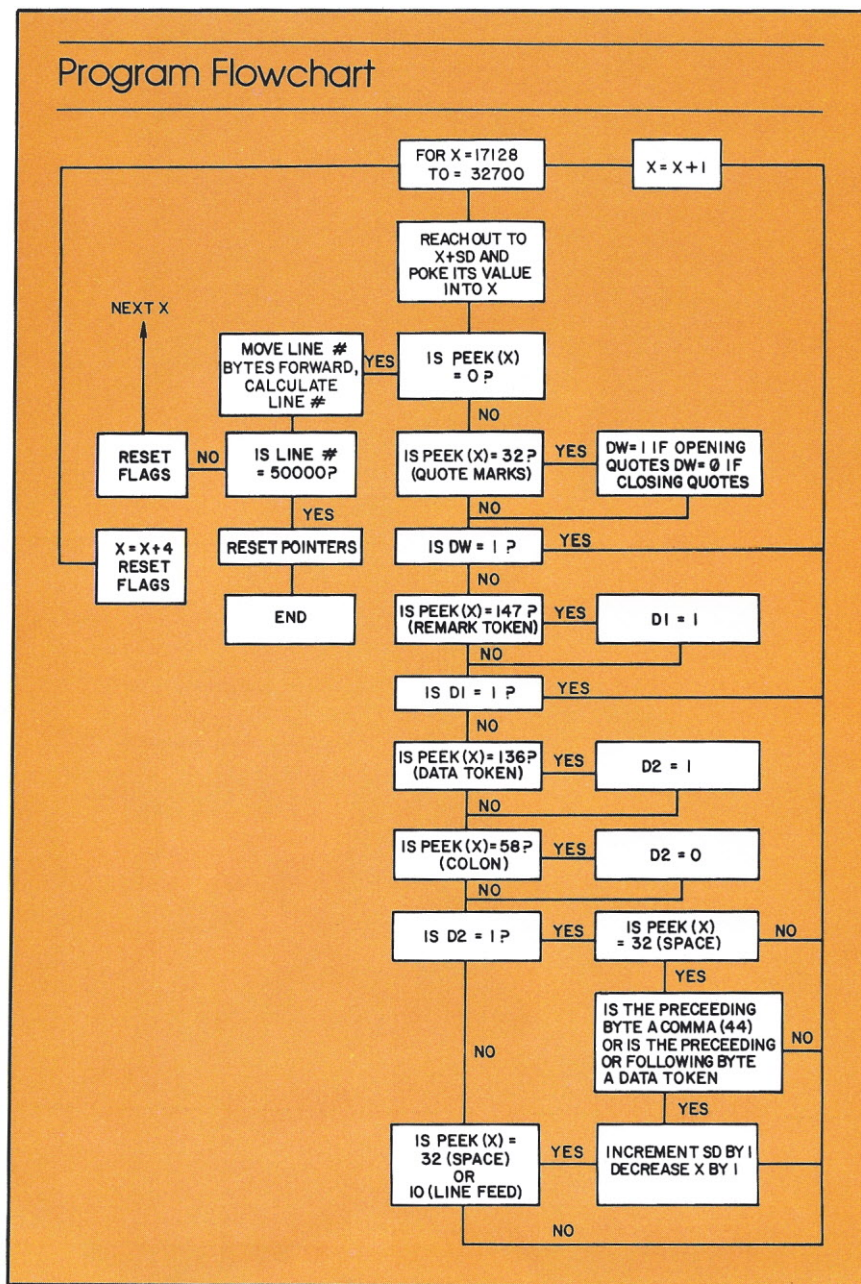 Program Flowchart
FOR X=17128
TO = 32700
X = X+1
REACH OUT TO
X+SD AND
POKE ITS VALUE
INTO X
NEXT X
MOVE LINE #
BYTES FORWARD,
CALCULATE
LINE #
YES
IS PEEK (X)
= 0 ?
NO
RESET
FLAGS
NO
IS LINE #
= 50000?
IS PEEK (X) = 32 ?
(QUOTE MARKS)
YES
DW= 1 IF OPENING
QUOTES DW= Ø IF
CLOSING QUOTES
YES
NO
X = X+4
RESET
FLAGS
RESET POINTERS
IS DW = 1 ?
YES
NO
END
IS PEEK (X) = 147 ?
(REMARK TOKEN)
YES
D1 = 1
NO
IS D1 = 1 ?
YES
NO
IS PEEK (X) = 136?
(DATA TOKEN)
YES
D2 = 1
NO
IS PEEK (X) = 58 ?
(COLON)
YES
D2 = 0
NO
IS D2 = 1 ?
YES
IS PEEK (X)
= 32 (SPACE)
NO
YES
IS THE PRECEEDING
BYTE A COMMA (44)
OR IS THE PRECEEDING
OR FOLLOWING BYTE
A DATA TOKEN
NO
NO
YES
IS PEEK (X) =
32 (SPACE)
OR
10 (LINE FEED)
YES
INCREMENT SD BY 1
DECREASE X BY 1
NO